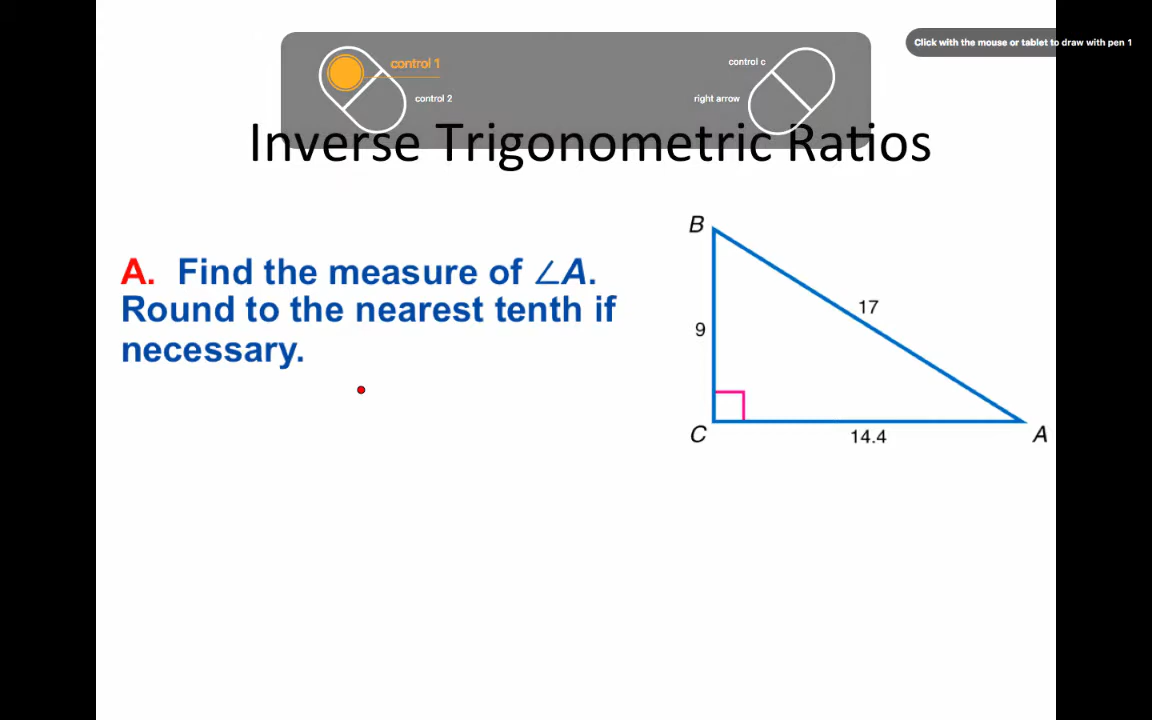 Click with the mouse or tablet to draw with pen 1
control 1
control 2
control c
right arrow
Inverse Trigonometric Ratios
A. Find the measure of ∠A.
Round to the nearest tenth if
necessary.
B
17
9
C
14.4
A